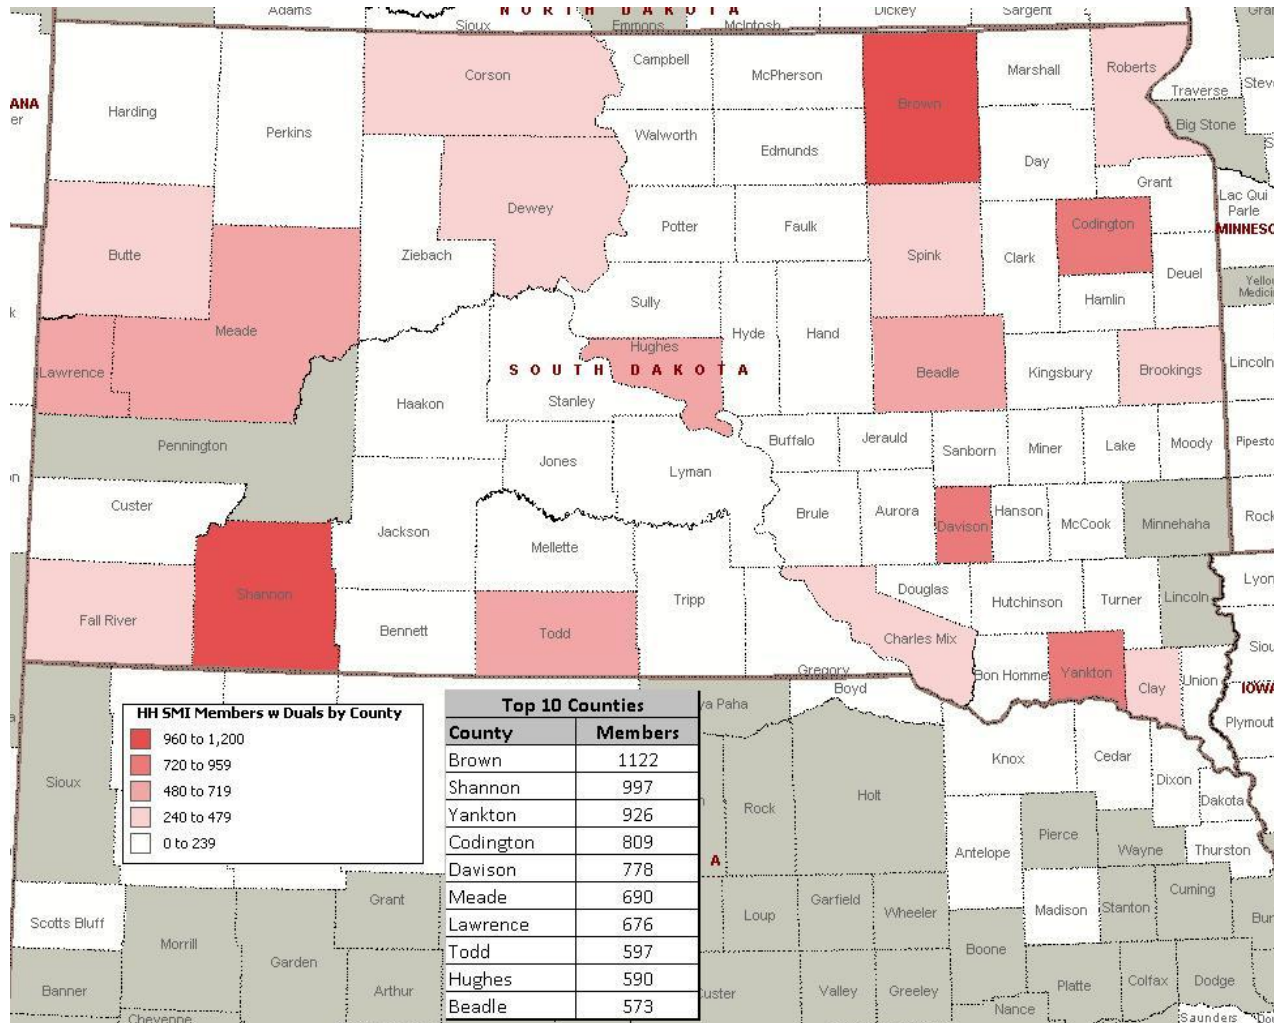 Adams
Sioux
NORTH DAKOTA
Emmons
McIntosh
Dickey
Sargent
Corson
Campbell
McPherson
Marshall
Roberts
Traverse
ANA
Harding
Perkins
Brown
Big Stone
Walworth
Edmunds
Day
Grant
Lac Qui
Parle
MINNESO
Dewey
Potter
Faulk
Codington
Butte
Ziebach
Spink
Clark
Deuel
Hamlin
Sully
Meade
Hyde
Hand
Hughes
SOUTH DAKOTA
Lawrence
Beadle
Kingsbury
Brookings
Lincoln
Haakon
Stanley
Pennington
Buffalo
Jerauld
Sanborn
Miner
Lake
Moody
Jones
Lyman
Custer
Brule
Aurora
Davison
Hanson
McCook
Minnehaha
Jackson
Mellette
Shannon
Tripp
Douglas
Hutchinson
Turner
Lincoln
Fall River
Bennett
Todd
Charles Mix
Gregory
Bon Homme
Yankton
Clay
Union
IOWA
Boyd
ya Paha
HH SMI Members w Duals by County
960 to 1,200
720 to 959
480 to 719
240 to 479
0 to 239
Top 10 Counties
County Members
Brown 1122
Shannon 997
Yankton 926
Codington 809
Davison 778
Meade 690
Lawrence 676
Todd 597
Hughes 590
Beadle 573
Sioux
Knox
Cedar
Dixon
Dakota
Rock
Holt
A
Antelope
Pierce
Wayne
Thurston
Grant
Scotts Bluff
Morrill
Garden
Loup
Garfield
Wheeler
Madison
Stanton
Cuming
Boone
Banner
Arthur
Custer
Valley
Greeley
Platte
Colfax
Dodge
Nance
Cheyenne
Saunders